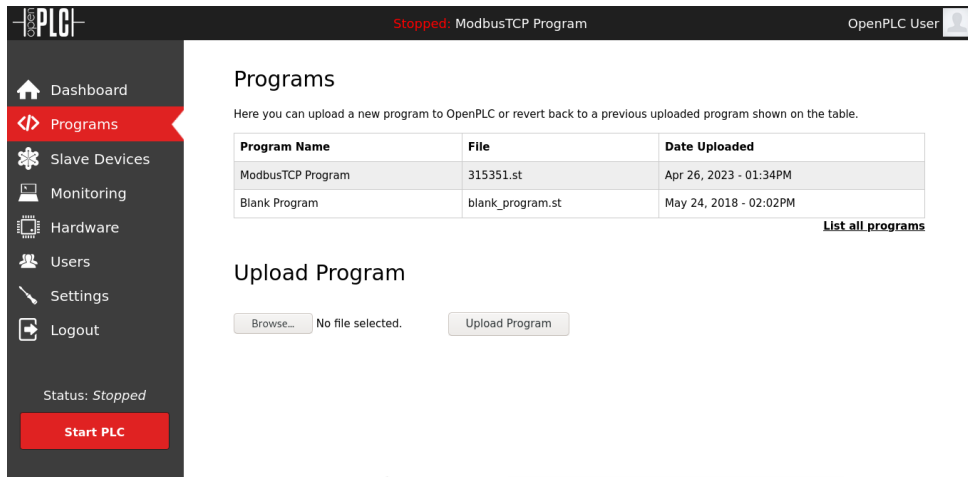 open PLC
Stopped: ModbusTCP Program
OpenPLC User
Dashboard
Programs
Slave Devices
Monitoring
Hardware
Users
Settings
Logout
Status: Stopped
Start PLC
Programs
Here you can upload a new program to OpenPLC or revert back to a previous uploaded program shown on the table.
Program Name File Date Uploaded
ModbusTCP Program 315351.st Apr 26, 2023 - 01:34PM
Blank Program blank_program.st May 24, 2018 - 02:02PM
List all programs
Upload Program
Browse... No file selected. Upload Program